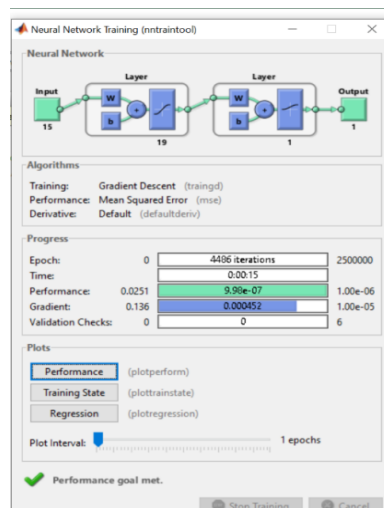 Neural Network Training (nntraintool)
Neural Network
Layer Layer
Input Output
W W
b b
15 19 1 1
Algorithms
Training: Gradient Descent (traingd)
Performance: Mean Squared Error (mse)
Derivative: Default (defaultderiv)
Progress
Epoch: 0 4486 iterations 2500000
Time: 0:00:15
Performance: 0.0251 9.98e-07 1.00e-06
Gradient: 0.136 0.000452 1.00e-05
Validation Checks: 0 0 6
Plots
Performance (plotperform)
Training State (plottrainstate)
Regression (plotregression)
Plot Interval: 1 epochs
Performance goal met.
Stop Training Cancel